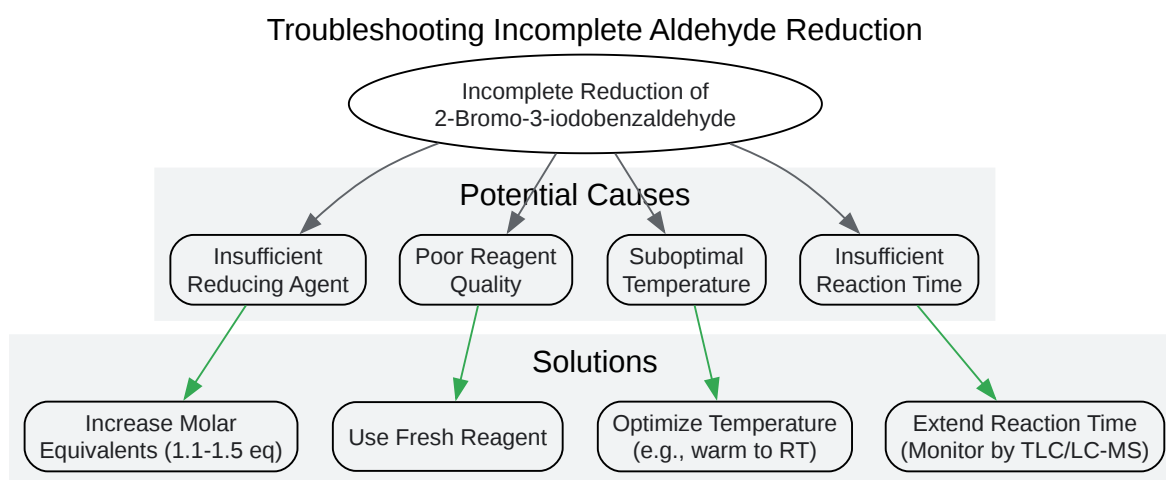 Troubleshooting Incomplete Aldehyde Reduction
Incomplete Reduction of
2-Bromo-3-iodobenzaldehyde
Potential Causes
Insufficient
Reducing Agent
Poor Reagent
Quality
Suboptimal
Temperature
Insufficient
Reaction Time
Solutions
Increase Molar
Equivalents (1.1-1.5 eq)
Use Fresh Reagent
Optimize Temperature
(e.g., warm to RT)
Extend Reaction Time
(Monitor by TLC/LC-MS)